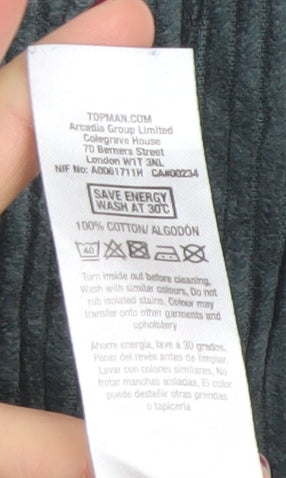 TOPMAN.COM
Arcadia Group Limited
Colegrave House
70 Berners Street
London W1T 3NL
NIF No: A0061711H CA#00234
SAVE ENERGY
WASH AT 30°C
100% COTTON/ ALGODÓN
40
Turn inside out before cleaning,
Wash with similar colours, Do not
rub isolated stains. Colour may
transfer onto other garments and
upholstery
Ahorre energía, lave a 30 grados.
Poner del revés antes de limpiar,
Lavar con colores similares, No
frotar manchas aisladas, El color
puede desteñir otras prendas
o tapicería